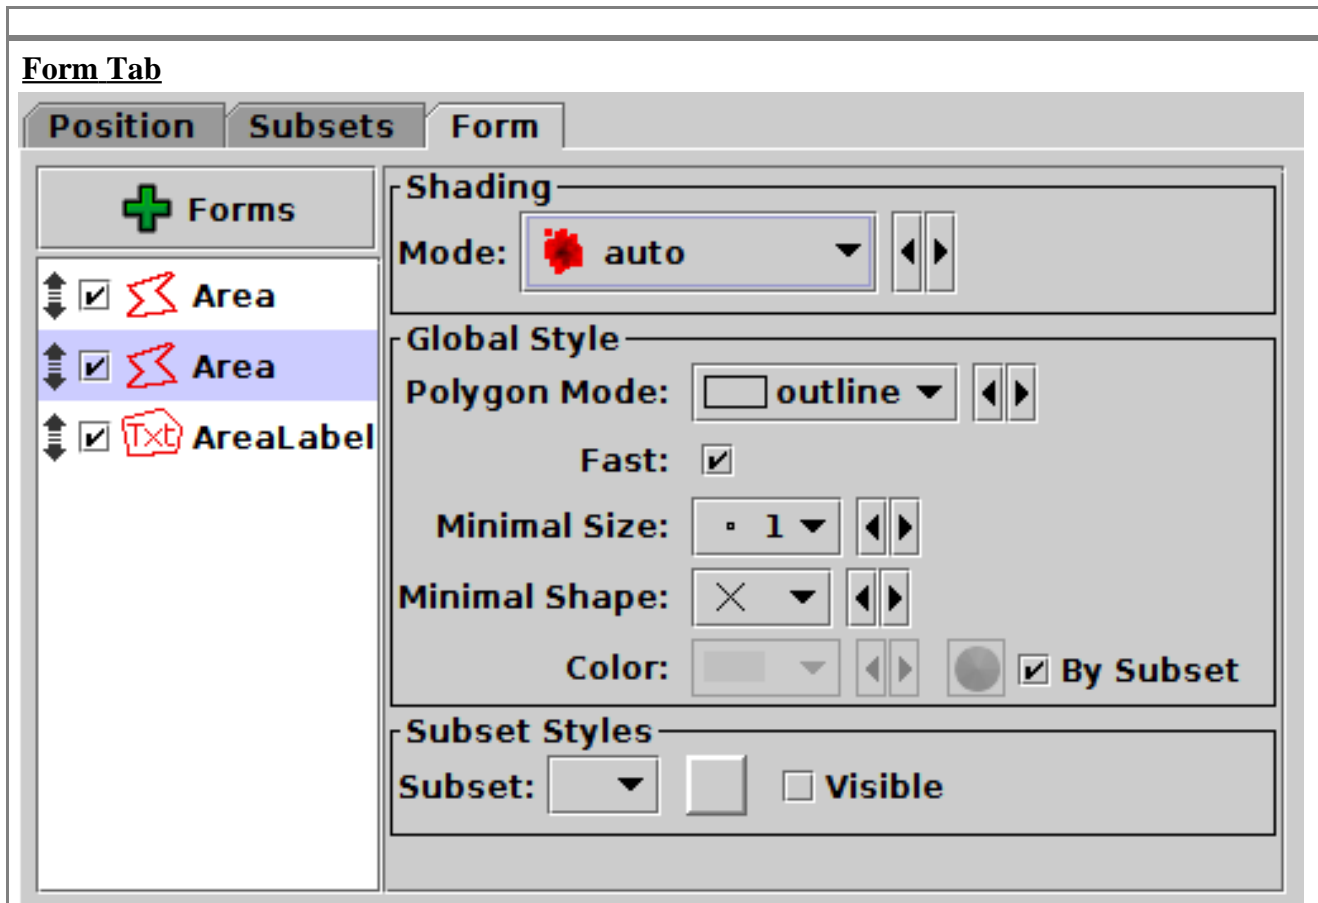 Form Tab
Position Subsets Form
Forms
Area
Area
Txt AreaLabel
Shading
Mode: auto
Global Style
Polygon Mode: outline
Fast:
Minimal Size: 1
Minimal Shape:
Color: By Subset
Subset Styles
Subset: Visible